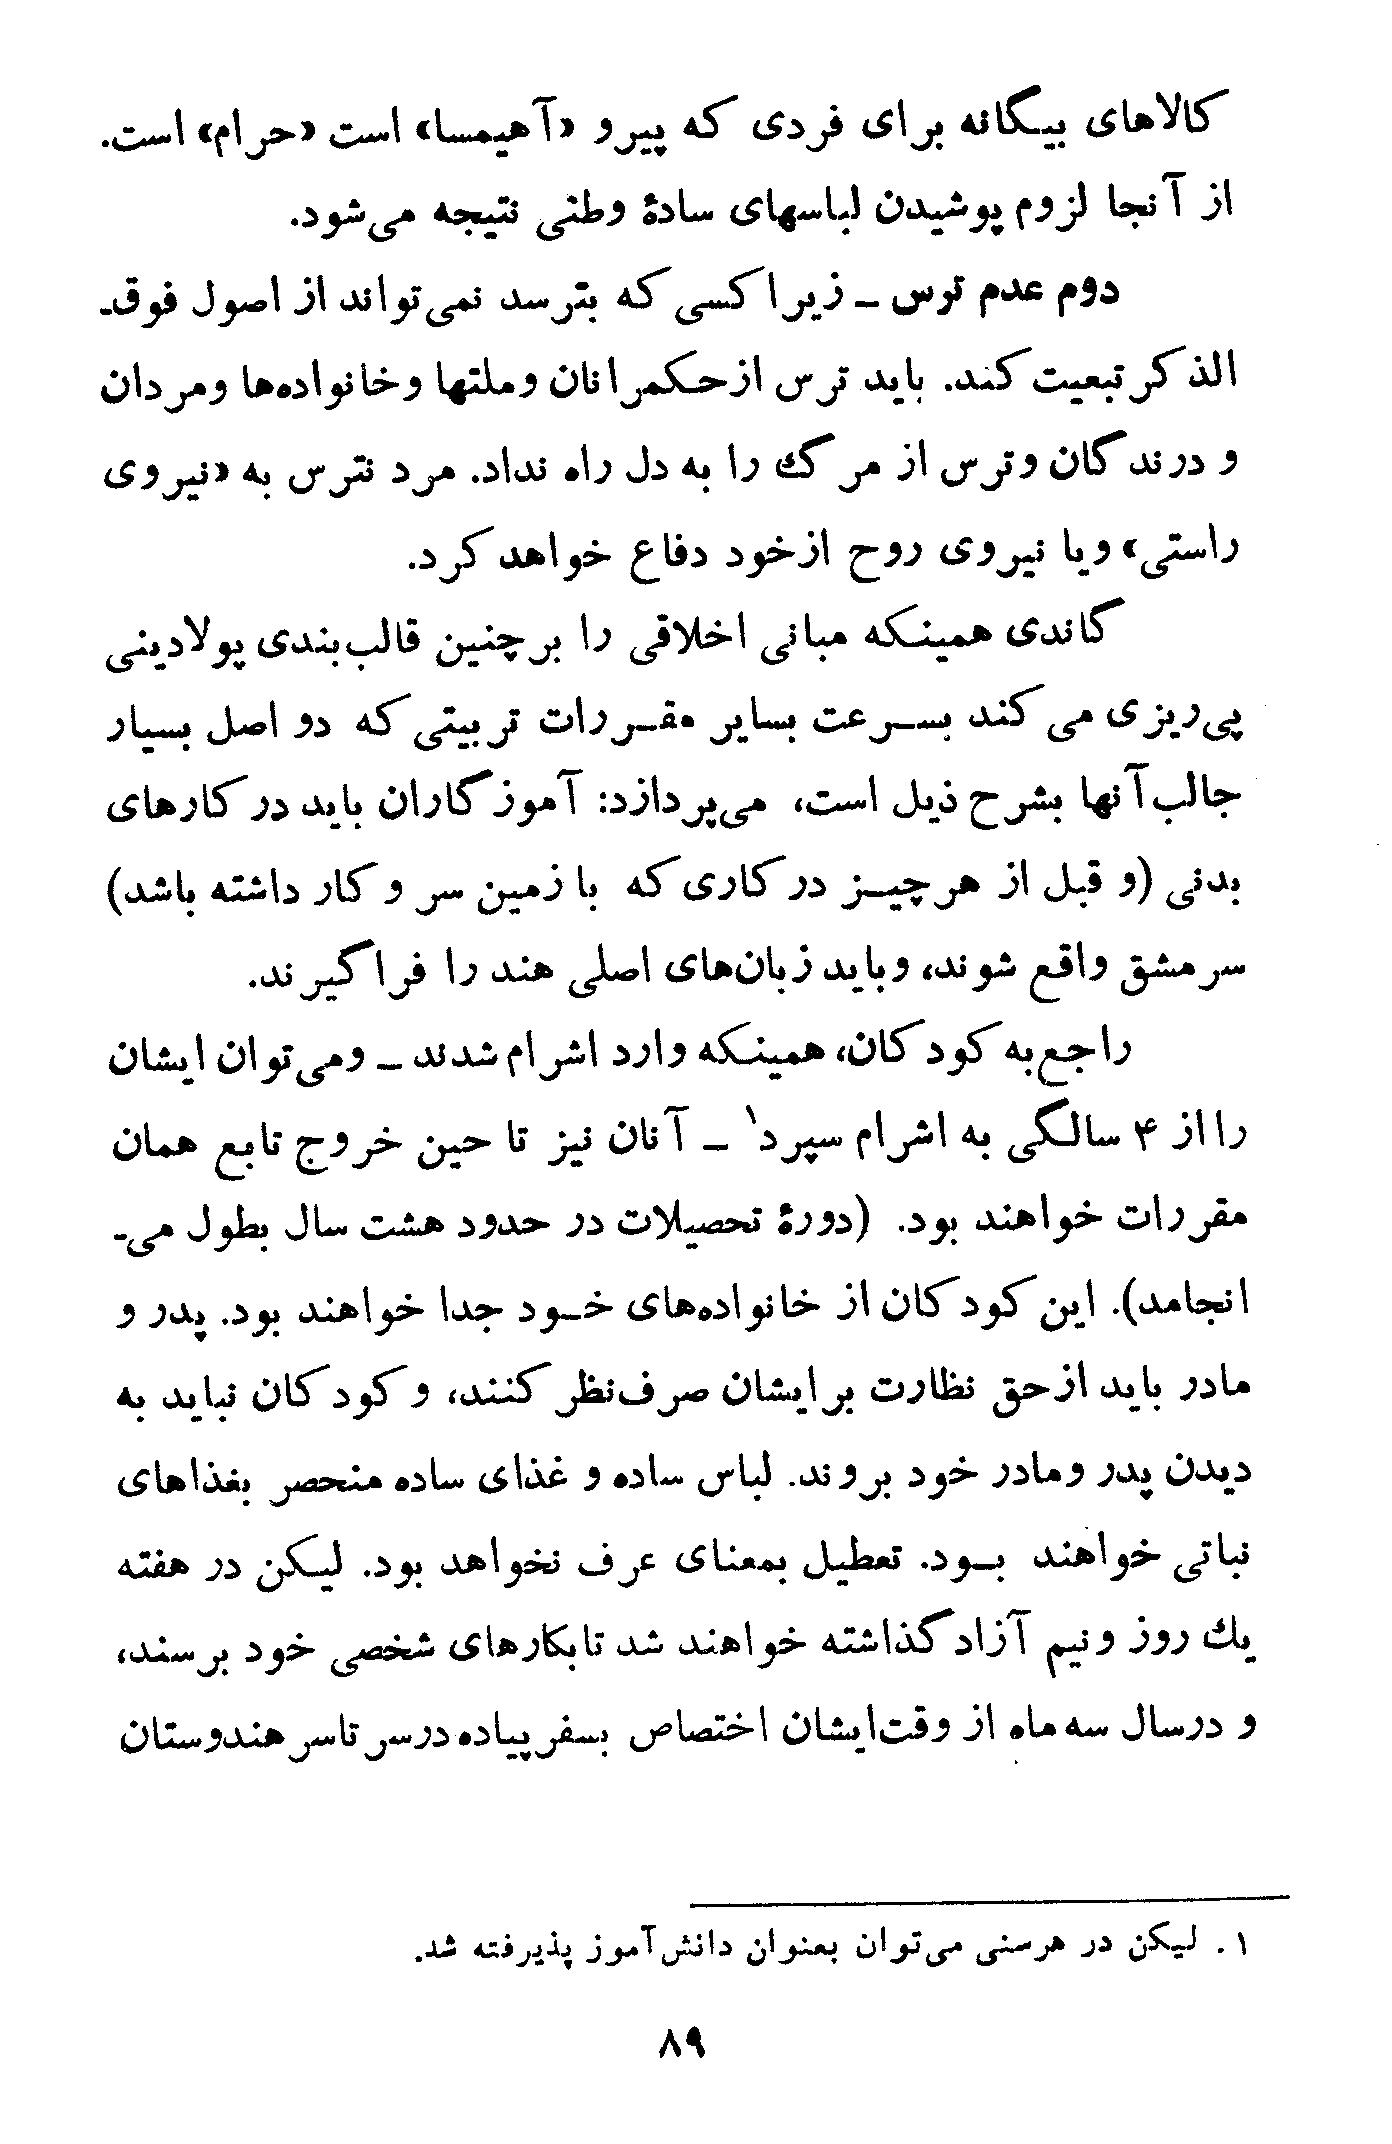 کالاهای بیگانه برای فردی که پیرو «آهیمسا» است «حرام» است.
از آنجا لزوم پوشیدن لباسهای سادهٔ وطنی نتیجه می‌شود.
دوم عدم ترس ـ زیرا کسی که بترسد نمی‌تواند از اصول فوق‌ـ
الذکر تبعیت کند. باید ترس ازحکمرانان وملتها وخانواده‌ها ومردان
و درندگان وترس از مرگ را به دل راه نداد. مرد نترس به «نیروی
راستی» ویا نیروی روح ازخود دفاع خواهد کرد.
گاندی همینکه مبانی اخلاقی را برچنین قالب‌بندی پولادینی
پی‌ریزی می‌کند بسرعت بسایر مقررات تربیتی که دو اصل بسیار
جالب‌آنها بشرح ذیل است، می‌پردازد: آموزگاران باید در کارهای
بدنی (و قبل از هرچیز در کاری که با زمین سر و کار داشته باشد)
سرمشق واقع شوند، وباید زبان‌های اصلی هند را فراگیرند.
راجع‌به کودکان، همینکه وارد اشرام شدند ـ ومی‌توان ایشان
را از ۴ سالگی به اشرام سپرد۱ ـ آنان نیز تا حین خروج تابع همان
مقررات خواهند بود. (دورهٔ تحصیلات در حدود هشت سال بطول می‌ـ
انجامد). این کودکان از خانواده‌های خود جدا خواهند بود. پدر و
مادر باید ازحق نظارت برایشان صرف‌نظر کنند، و کودکان نباید به
دیدن پدر ومادر خود بروند. لباس ساده و غذای ساده منحصر بغذاهای
نباتی خواهند بود. تعطیل بمعنای عرف نخواهد بود. لیکن در هفته
یك روز ونیم آزاد گذاشته خواهند شد تا بکارهای شخصی خود برسند،
و درسال سه ماه از وقت‌ایشان اختصاص بسفر پیاده درسر تاسر هندوستان
۱. لیکن در هرسنی می‌توان بعنوان دانش‌آموز پذیرفته شد.
۸۹